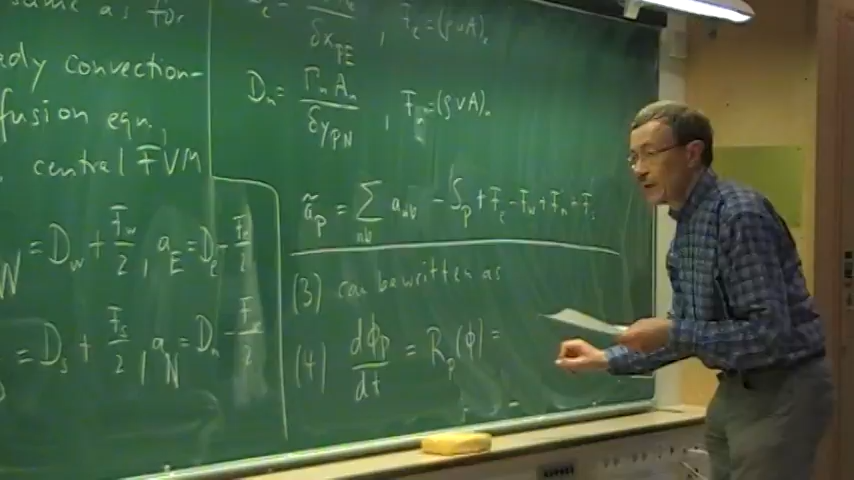 same as for
ady convection-
fusion eqn.,
central FVM
W = D_w + F_w/2, a_E = D_e - F_e/2
S = D_s + F_s/2, a_N = D_n - F_n/2
δx_PE , F_e = (ρuA)_e
D_n = Γ_n A_n / δy_PN , F_n = (ρvA)_n
ã_P = Σ_nb a_nb - S_P + F_e - F_w + F_n - F_s
(3) can be written as
(4) dΦ_P/dt = R_P(Φ) =